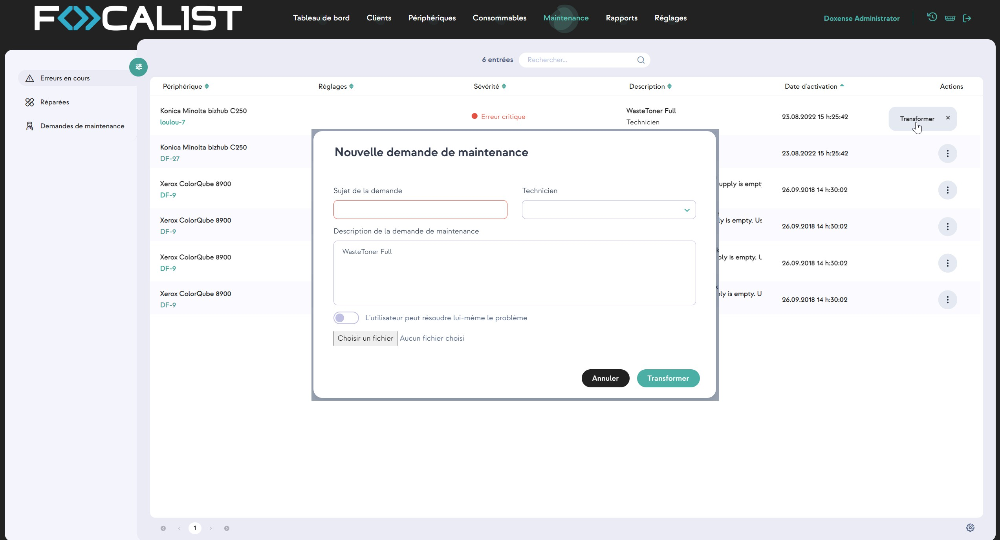 FOCALIST
Tableau de bord Clients Périphériques Consommables Maintenance Rapports Réglages Doxense Administrator
6 entrées Rechercher...
Erreurs en cours
Réparées
Demandes de maintenance
Périphérique Réglages Sévérité Description Date d'activation Actions
Konica Minolta bizhub C250
loulou-7
Erreur critique
WasteToner Full
Technicien
23.08.2022 15 h:25:42
Transformer ×
Konica Minolta bizhub C250
DF-27
23.08.2022 15 h:25:42
Xerox ColorQube 8900
DF-9
upply is empt
26.09.2018 14 h:30:02
Xerox ColorQube 8900
DF-9
ly is empty. Us
26.09.2018 14 h:30:02
Xerox ColorQube 8900
DF-9
ply is empty. U
26.09.2018 14 h:30:02
Xerox ColorQube 8900
DF-9
ply is empty. U
26.09.2018 14 h:30:02
Nouvelle demande de maintenance
Sujet de la demande Technicien
Description de la demande de maintenance
WasteToner Full
L'utilisateur peut résoudre lui-même le problème
Choisir un fichier Aucun fichier choisi
Annuler Transformer
1